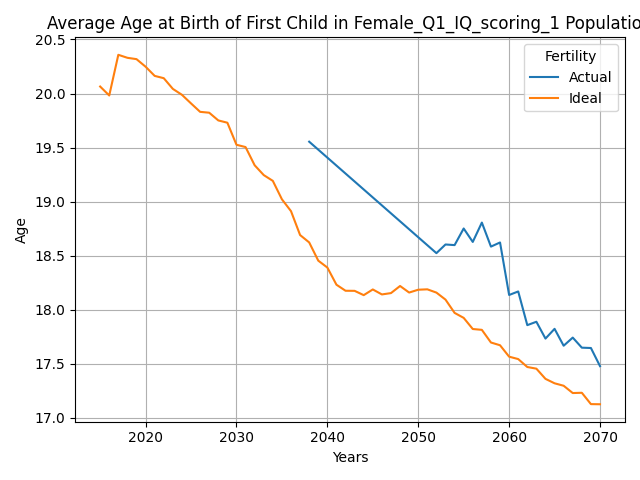 Average Age at Birth of First Child in Female_Q1_IQ_scoring_1 Populatio
Fertility
Actual
Ideal
20.5
20.0
19.5
19.0
18.5
18.0
17.5
17.0
Age
2020 2030 2040 2050 2060 2070
Years